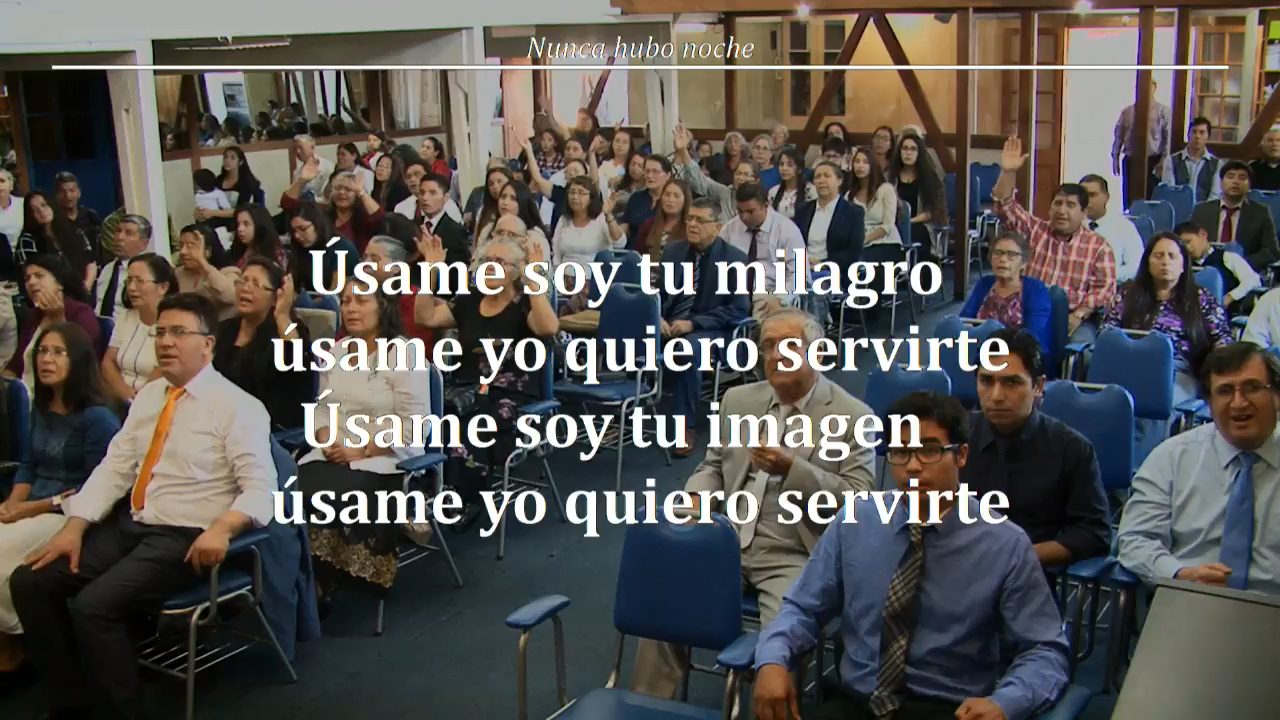 Nunca hubo noche
Úsame soy tu milagro
úsame yo quiero servirte
Úsame soy tu imagen
úsame yo quiero servirte